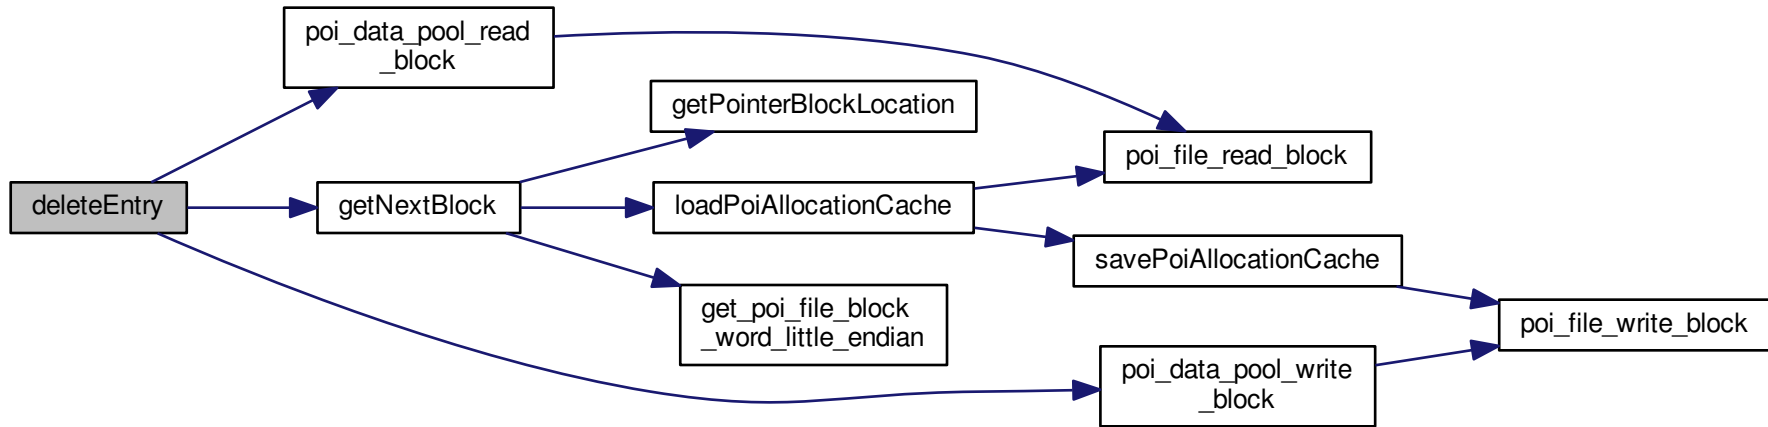 poi_data_pool_read
_block
getPointerBlockLocation
poi_file_read_block
deleteEntry
getNextBlock
loadPoiAllocationCache
savePoiAllocationCache
get_poi_file_block
_word_little_endian
poi_file_write_block
poi_data_pool_write
_block